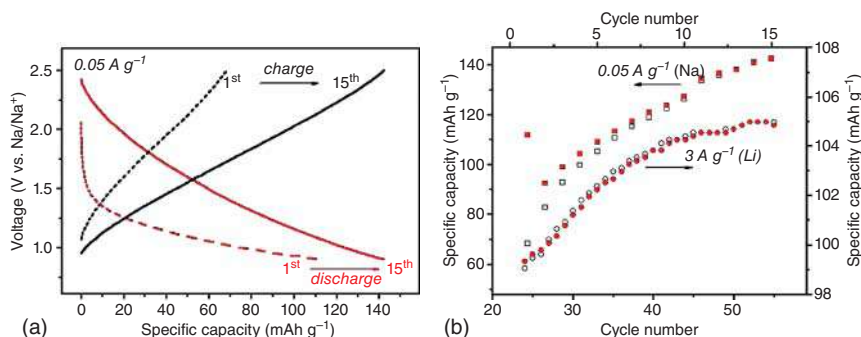 0.05 A g⁻¹
1st
charge
15th
1st
discharge
15th
2.5
2.0
1.5
1.0
Voltage (V vs. Na/Na⁺)
0 20 40 60 80 100 120 140
Specific capacity (mAh g⁻¹)
(a)
Cycle number
0 5 10 15
140
120
100
80
60
Specific capacity (mAh g⁻¹)
0.05 A g⁻¹ (Na)
3 A g⁻¹ (Li)
108
106
104
102
100
98
Specific capacity (mAh g⁻¹)
20 30 40 50 60
Cycle number
(b)